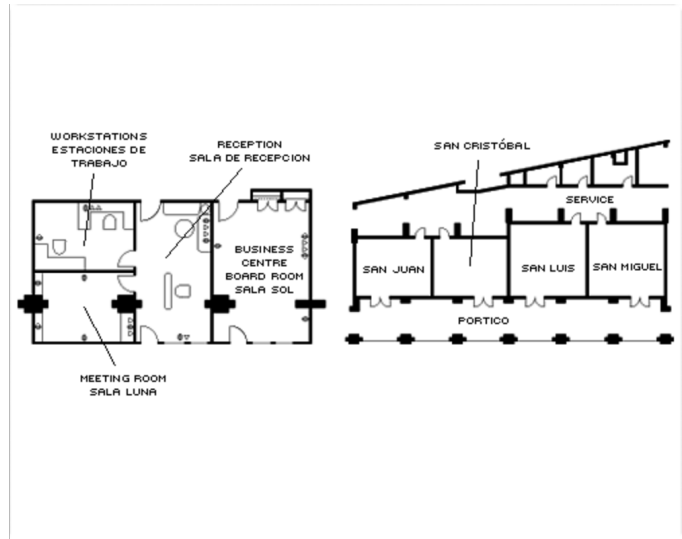 WORKSTATIONS
ESTACIONES DE
TRABAJO
RECEPTION
SALA DE RECEPCION
BUSINESS
CENTRE
BOARD ROOM
SALA SOL
MEETING ROOM
SALA LUNA
SAN CRISTÓBAL
SERVICE
SAN JUAN
SAN LUIS
SAN MIGUEL
PORTICO